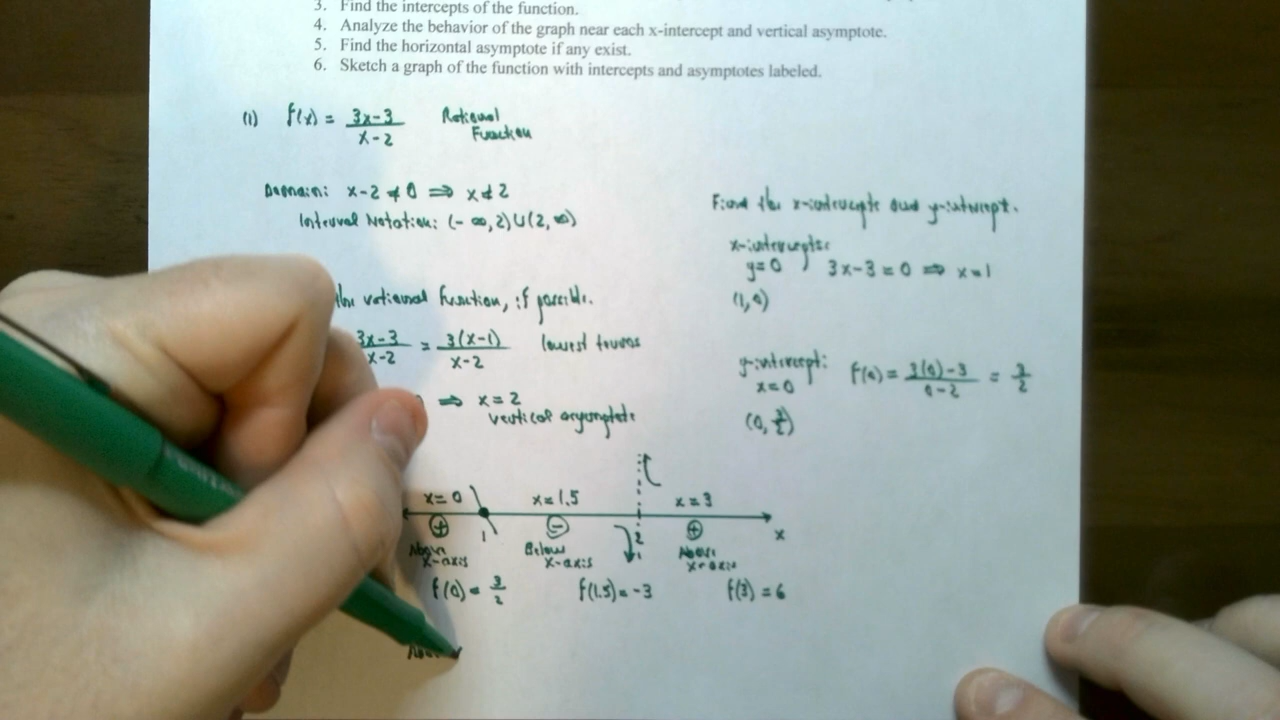 3. Find the intercepts of the function.
4. Analyze the behavior of the graph near each x-intercept and vertical asymptote.
5. Find the horizontal asymptote if any exist.
6. Sketch a graph of the function with intercepts and asymptotes labeled.
(1) f(x) = 3x-3 / x-2 Rational
Function
Domain: x-2 ≠ 0 ⇒ x ≠ 2
Interval Notation: (-∞,2)∪(2,∞)
the rational function, if possible.
3x-3 / x-2 = 3(x-1) / x-2 lowest terms
⇒ x = 2
vertical asymptote
Find the x-intercepts and y-intercept.
x-intercepts:
y=0, 3x-3=0 ⇒ x=1
(1,0)
y-intercept: f(0) = 3(0)-3 / 0-2 = 3/2
x=0
(0, 3/2)
x=0 x=1.5 x=3
+ - +
1 2 x
Above Below Above
x-axis x-axis x-axis
f(0) = 3/2 f(1.5) = -3 f(3) = 6